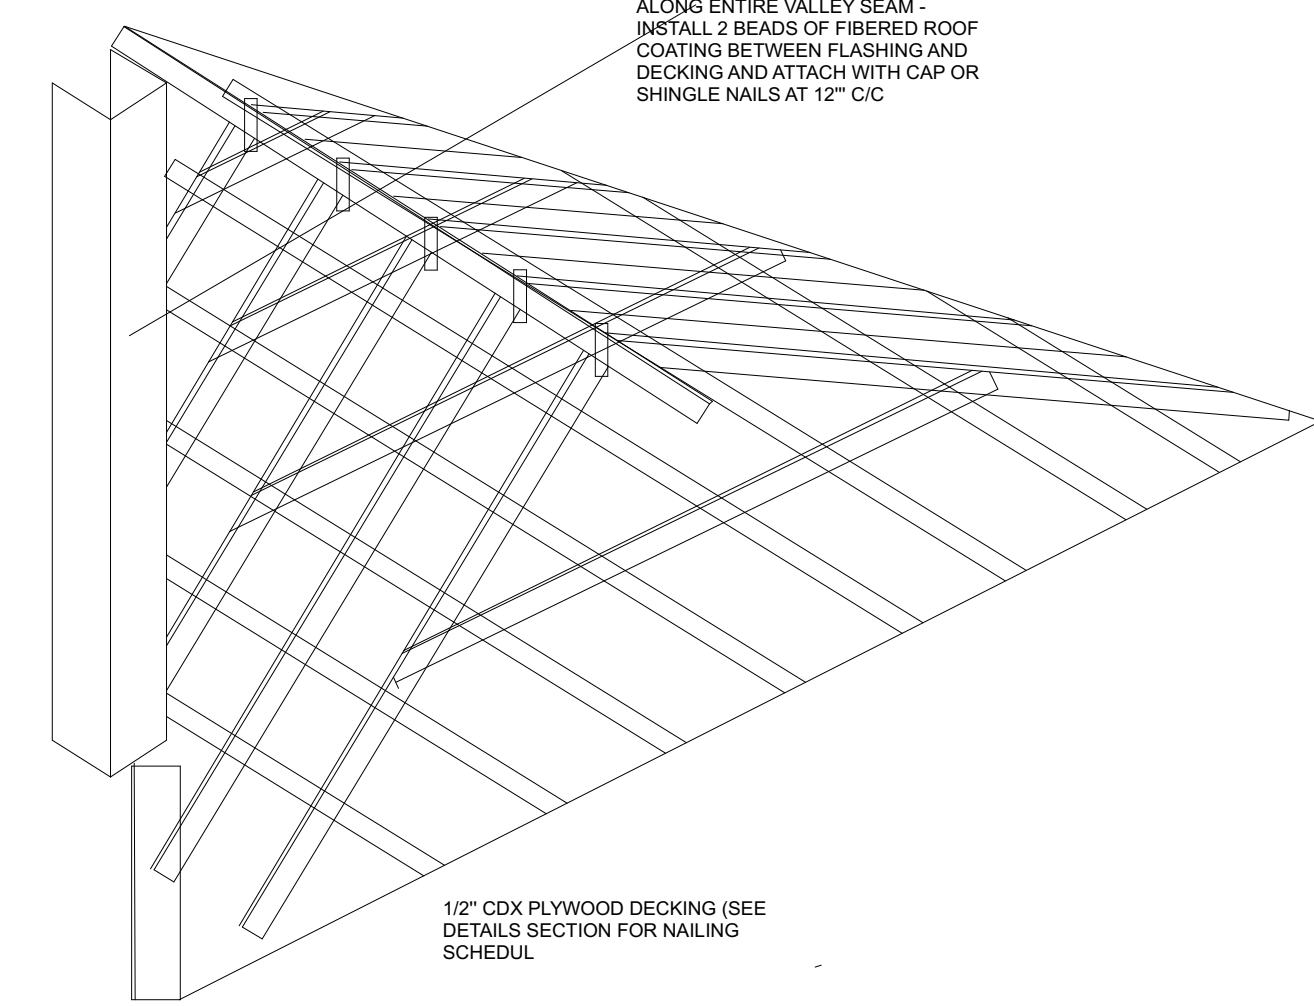 ALONG ENTIRE VALLEY SEAM -
INSTALL 2 BEADS OF FIBERED ROOF
COATING BETWEEN FLASHING AND
DECKING AND ATTACH WITH CAP OR
SHINGLE NAILS AT 12"' C/C
1/2" CDX PLYWOOD DECKING (SEE
DETAILS SECTION FOR NAILING
SCHEDUL